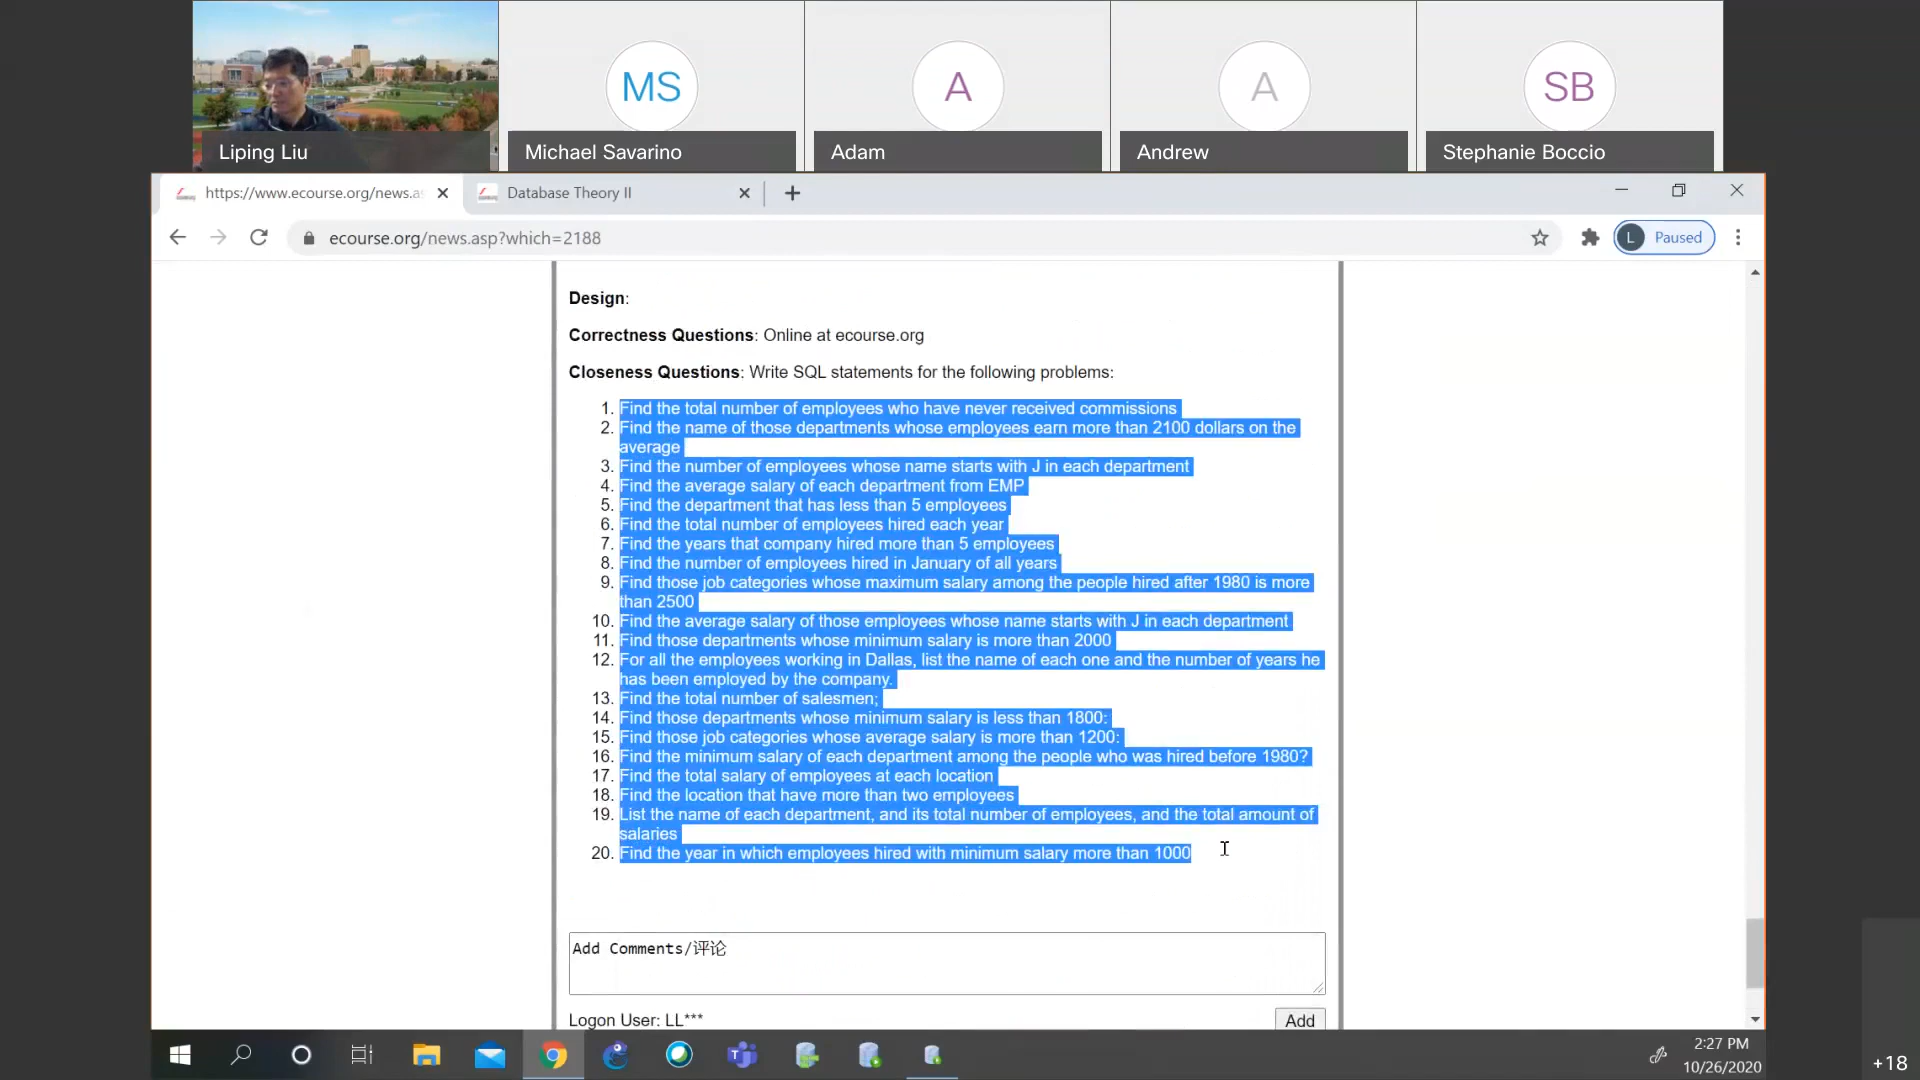 MS
A
A
SB
Liping Liu
Michael Savarino
Adam
Andrew
Stephanie Boccio
https://www.ecourse.org/news.as
Database Theory II
ecourse.org/news.asp?which=2188
L
Paused
Design:
Correctness Questions: Online at ecourse.org
Closeness Questions: Write SQL statements for the following problems:
1. Find the total number of employees who have never received commissions
2. Find the name of those departments whose employees earn more than 2100 dollars on the
average
3. Find the number of employees whose name starts with J in each department
4. Find the average salary of each department from EMP
5. Find the department that has less than 5 employees
6. Find the total number of employees hired each year
7. Find the years that company hired more than 5 employees
8. Find the number of employees hired in January of all years
9. Find those job categories whose maximum salary among the people hired after 1980 is more
than 2500
10. Find the average salary of those employees whose name starts with J in each department
11. Find those departments whose minimum salary is more than 2000
12. For all the employees working in Dallas, list the name of each one and the number of years he
has been employed by the company.
13. Find the total number of salesmen;
14. Find those departments whose minimum salary is less than 1800:
15. Find those job categories whose average salary is more than 1200:
16. Find the minimum salary of each department among the people who was hired before 1980?
17. Find the total salary of employees at each location
18. Find the location that have more than two employees
19. List the name of each department, and its total number of employees, and the total amount of
salaries
20. Find the year in which employees hired with minimum salary more than 1000
Add Comments/评论
Logon User: LL***
Add
2:27 PM
10/26/2020
+18